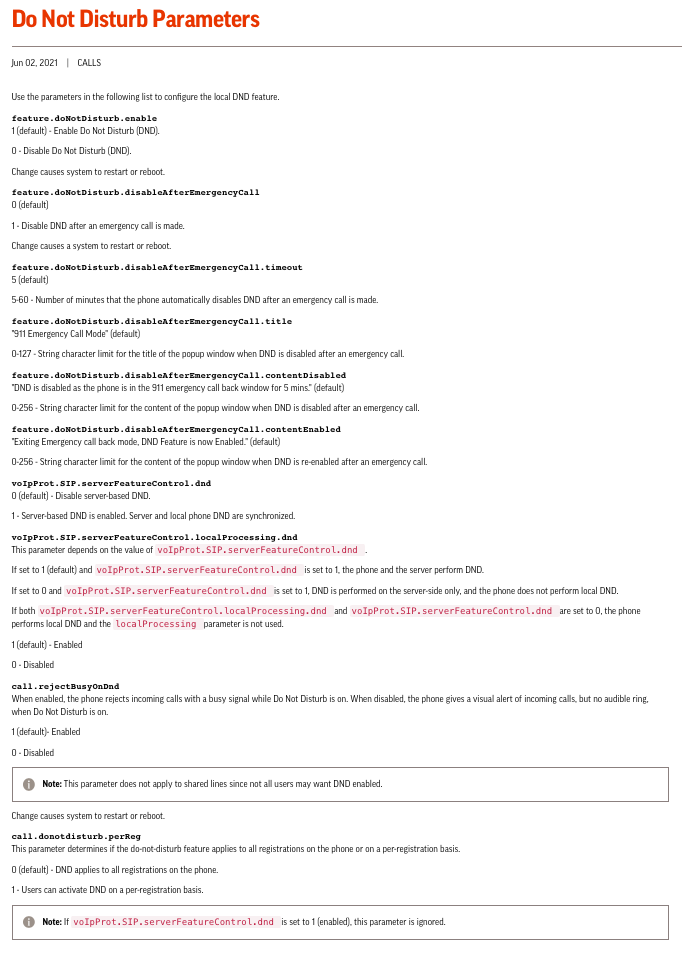 Do Not Disturb Parameters
Jun 02, 2021 | CALLS
Use the parameters in the following list to configure the local DND feature.
feature.doNotDisturb.enable
1 (default) - Enable Do Not Disturb (DND).
0 - Disable Do Not Disturb (DND).
Change causes system to restart or reboot.
feature.doNotDisturb.disableAfterEmergencyCall
0 (default)
1 - Disable DND after an emergency call is made.
Change causes a system to restart or reboot.
feature.doNotDisturb.disableAfterEmergencyCall.timeout
5 (default)
5-60 - Number of minutes that the phone automatically disables DND after an emergency call is made.
feature.doNotDisturb.disableAfterEmergencyCall.title
"911 Emergency Call Mode" (default)
0-127 - String character limit for the title of the popup window when DND is disabled after an emergency call.
feature.doNotDisturb.disableAfterEmergencyCall.contentDisabled
"DND is disabled as the phone is in the 911 emergency call back window for 5 mins." (default)
0-256 - String character limit for the content of the popup window when DND is disabled after an emergency call.
feature.doNotDisturb.disableAfterEmergencyCall.contentEnabled
"Exiting Emergency call back mode, DND Feature is now Enabled." (default)
0-256 - String character limit for the content of the popup window when DND is re-enabled after an emergency call.
voIpProt.SIP.serverFeatureControl.dnd
0 (default) - Disable server-based DND.
1 - Server-based DND is enabled. Server and local phone DND are synchronized.
voIpProt.SIP.serverFeatureControl.localProcessing.dnd
This parameter depends on the value of voIpProt.SIP.serverFeatureControl.dnd .
If set to 1 (default) and voIpProt.SIP.serverFeatureControl.dnd is set to 1, the phone and the server perform DND.
If set to 0 and voIpProt.SIP.serverFeatureControl.dnd is set to 1, DND is performed on the server-side only, and the phone does not perform local DND.
If both voIpProt.SIP.serverFeatureControl.localProcessing.dnd and voIpProt.SIP.serverFeatureControl.dnd are set to 0, the phone
performs local DND and the localProcessing parameter is not used.
1 (default) - Enabled
0 - Disabled
call.rejectBusyOnDnd
When enabled, the phone rejects incoming calls with a busy signal while Do Not Disturb is on. When disabled, the phone gives a visual alert of incoming calls, but no audible ring,
when Do Not Disturb is on.
1 (default)- Enabled
0 - Disabled
Note: This parameter does not apply to shared lines since not all users may want DND enabled.
Change causes system to restart or reboot.
call.donotdisturb.perReg
This parameter determines if the do-not-disturb feature applies to all registrations on the phone or on a per-registration basis.
0 (default) - DND applies to all registrations on the phone.
1 - Users can activate DND on a per-registration basis.
Note: If voIpProt.SIP.serverFeatureControl.dnd is set to 1 (enabled), this parameter is ignored.